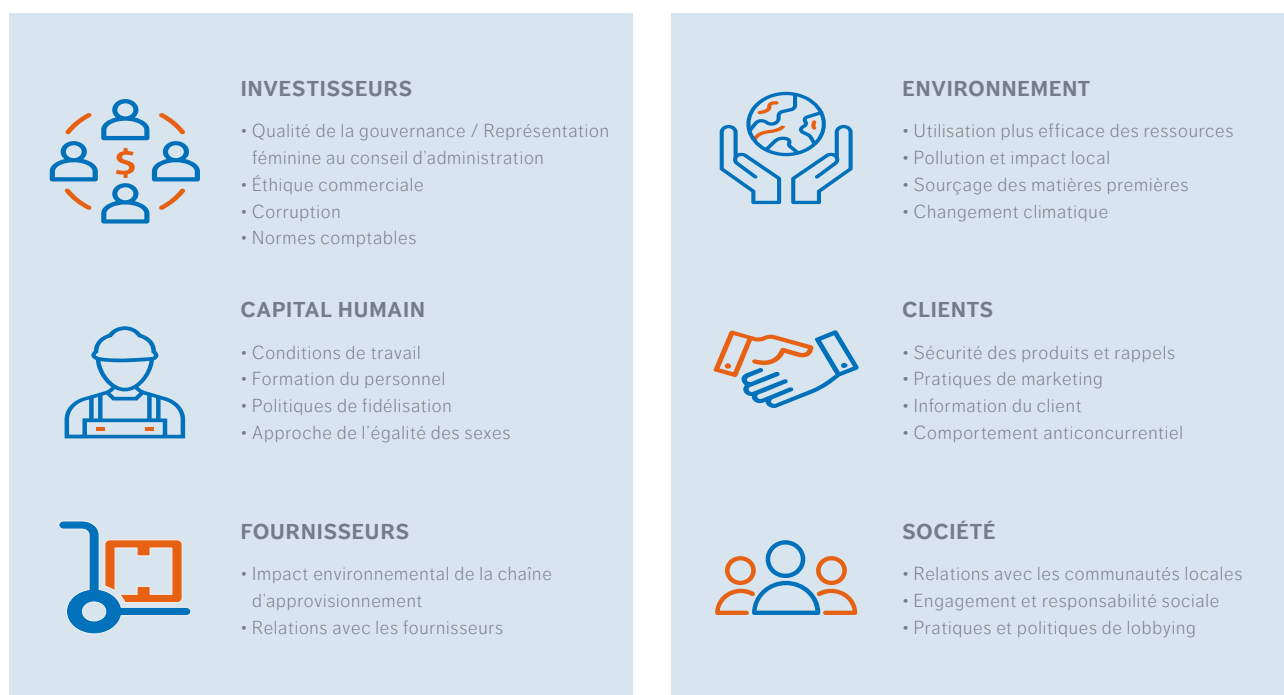 INVESTISSEURS
• Qualité de la gouvernance / Représentation
féminine au conseil d'administration
• Éthique commerciale
• Corruption
• Normes comptables
$
CAPITAL HUMAIN
• Conditions de travail
• Formation du personnel
• Politiques de fidélisation
• Approche de l'égalité des sexes
FOURNISSEURS
• Impact environnemental de la chaîne
d'approvisionnement
• Relations avec les fournisseurs
ENVIRONNEMENT
• Utilisation plus efficace des ressources
• Pollution et impact local
• Sourçage des matières premières
• Changement climatique
CLIENTS
• Sécurité des produits et rappels
• Pratiques de marketing
• Information du client
• Comportement anticoncurrentiel
SOCIÉTÉ
• Relations avec les communautés locales
• Engagement et responsabilité sociale
• Pratiques et politiques de lobbying